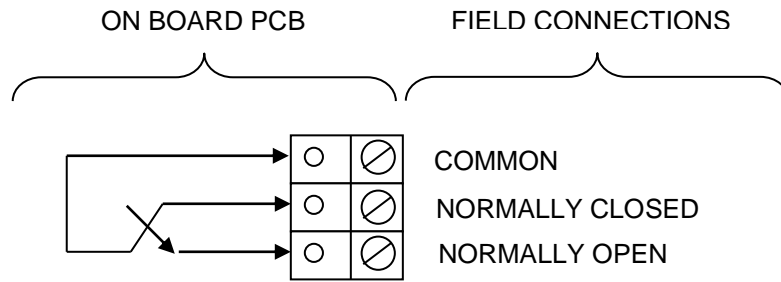 ON BOARD PCB FIELD CONNECTIONS
COMMON
NORMALLY CLOSED
NORMALLY OPEN